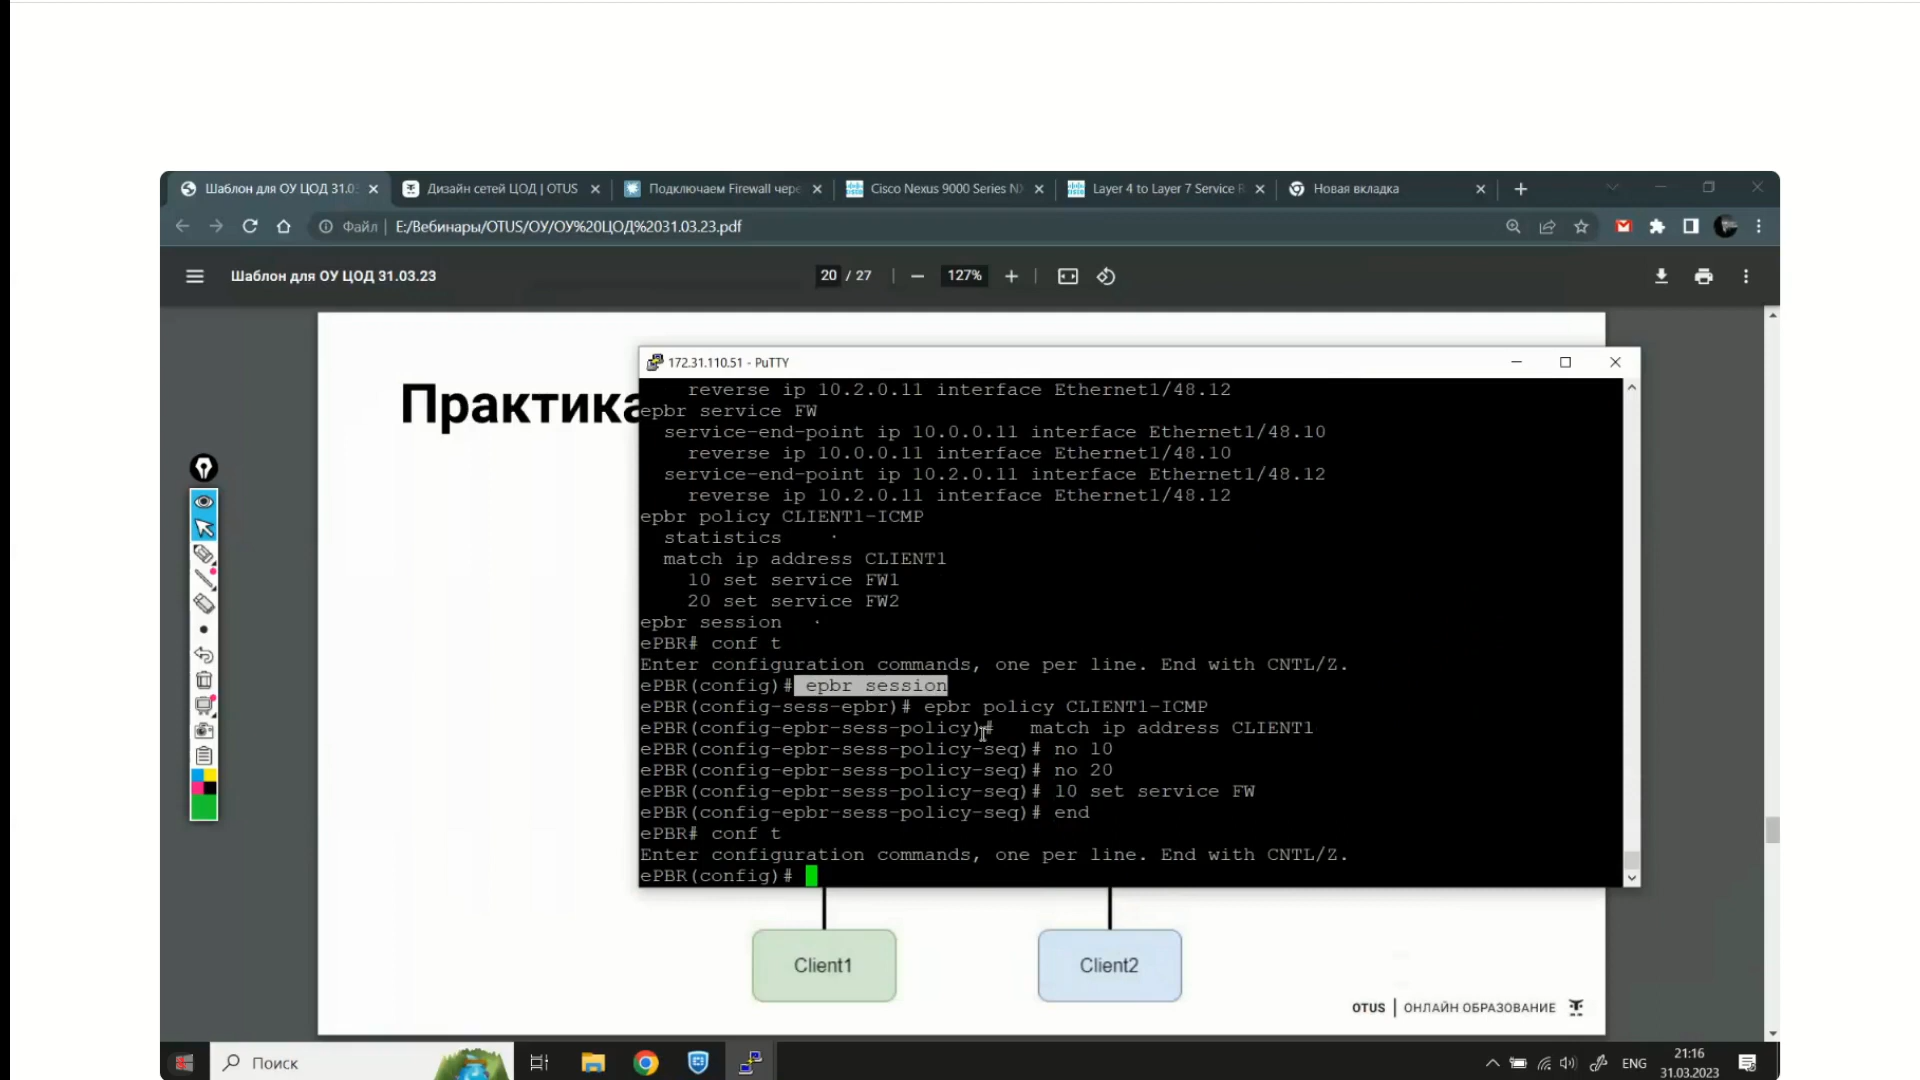 Шаблон для ОУ ЦОД 31.0
Дизайн сетей ЦОД | OTUS
Подключаем Firewall чере
Cisco Nexus 9000 Series N
Layer 4 to Layer 7 Service R
Новая вкладка
Файл | E:/Вебинары/OTUS/ОУ/ОУ%20ЦОД%2031.03.23.pdf
Шаблон для ОУ ЦОД 31.03.23
20 / 27
127%
Практика
172.31.110.51 - PuTTY
reverse ip 10.2.0.11 interface Ethernet1/48.12
epbr service FW
service-end-point ip 10.0.0.11 interface Ethernet1/48.10
reverse ip 10.0.0.11 interface Ethernet1/48.10
service-end-point ip 10.2.0.11 interface Ethernet1/48.12
reverse ip 10.2.0.11 interface Ethernet1/48.12
epbr policy CLIENT1-ICMP
statistics
match ip address CLIENT1
10 set service FW1
20 set service FW2
epbr session
ePBR# conf t
Enter configuration commands, one per line. End with CNTL/Z.
ePBR(config)# epbr session
ePBR(config-sess-epbr)# epbr policy CLIENT1-ICMP
ePBR(config-epbr-sess-policy)# match ip address CLIENT1
ePBR(config-epbr-sess-policy-seq)# no 10
ePBR(config-epbr-sess-policy-seq)# no 20
ePBR(config-epbr-sess-policy-seq)# 10 set service FW
ePBR(config-epbr-sess-policy-seq)# end
ePBR# conf t
Enter configuration commands, one per line. End with CNTL/Z.
ePBR(config)#
Client1
Client2
OTUS | ОНЛАЙН ОБРАЗОВАНИЕ
Поиск
ENG
21:16
31.03.2023